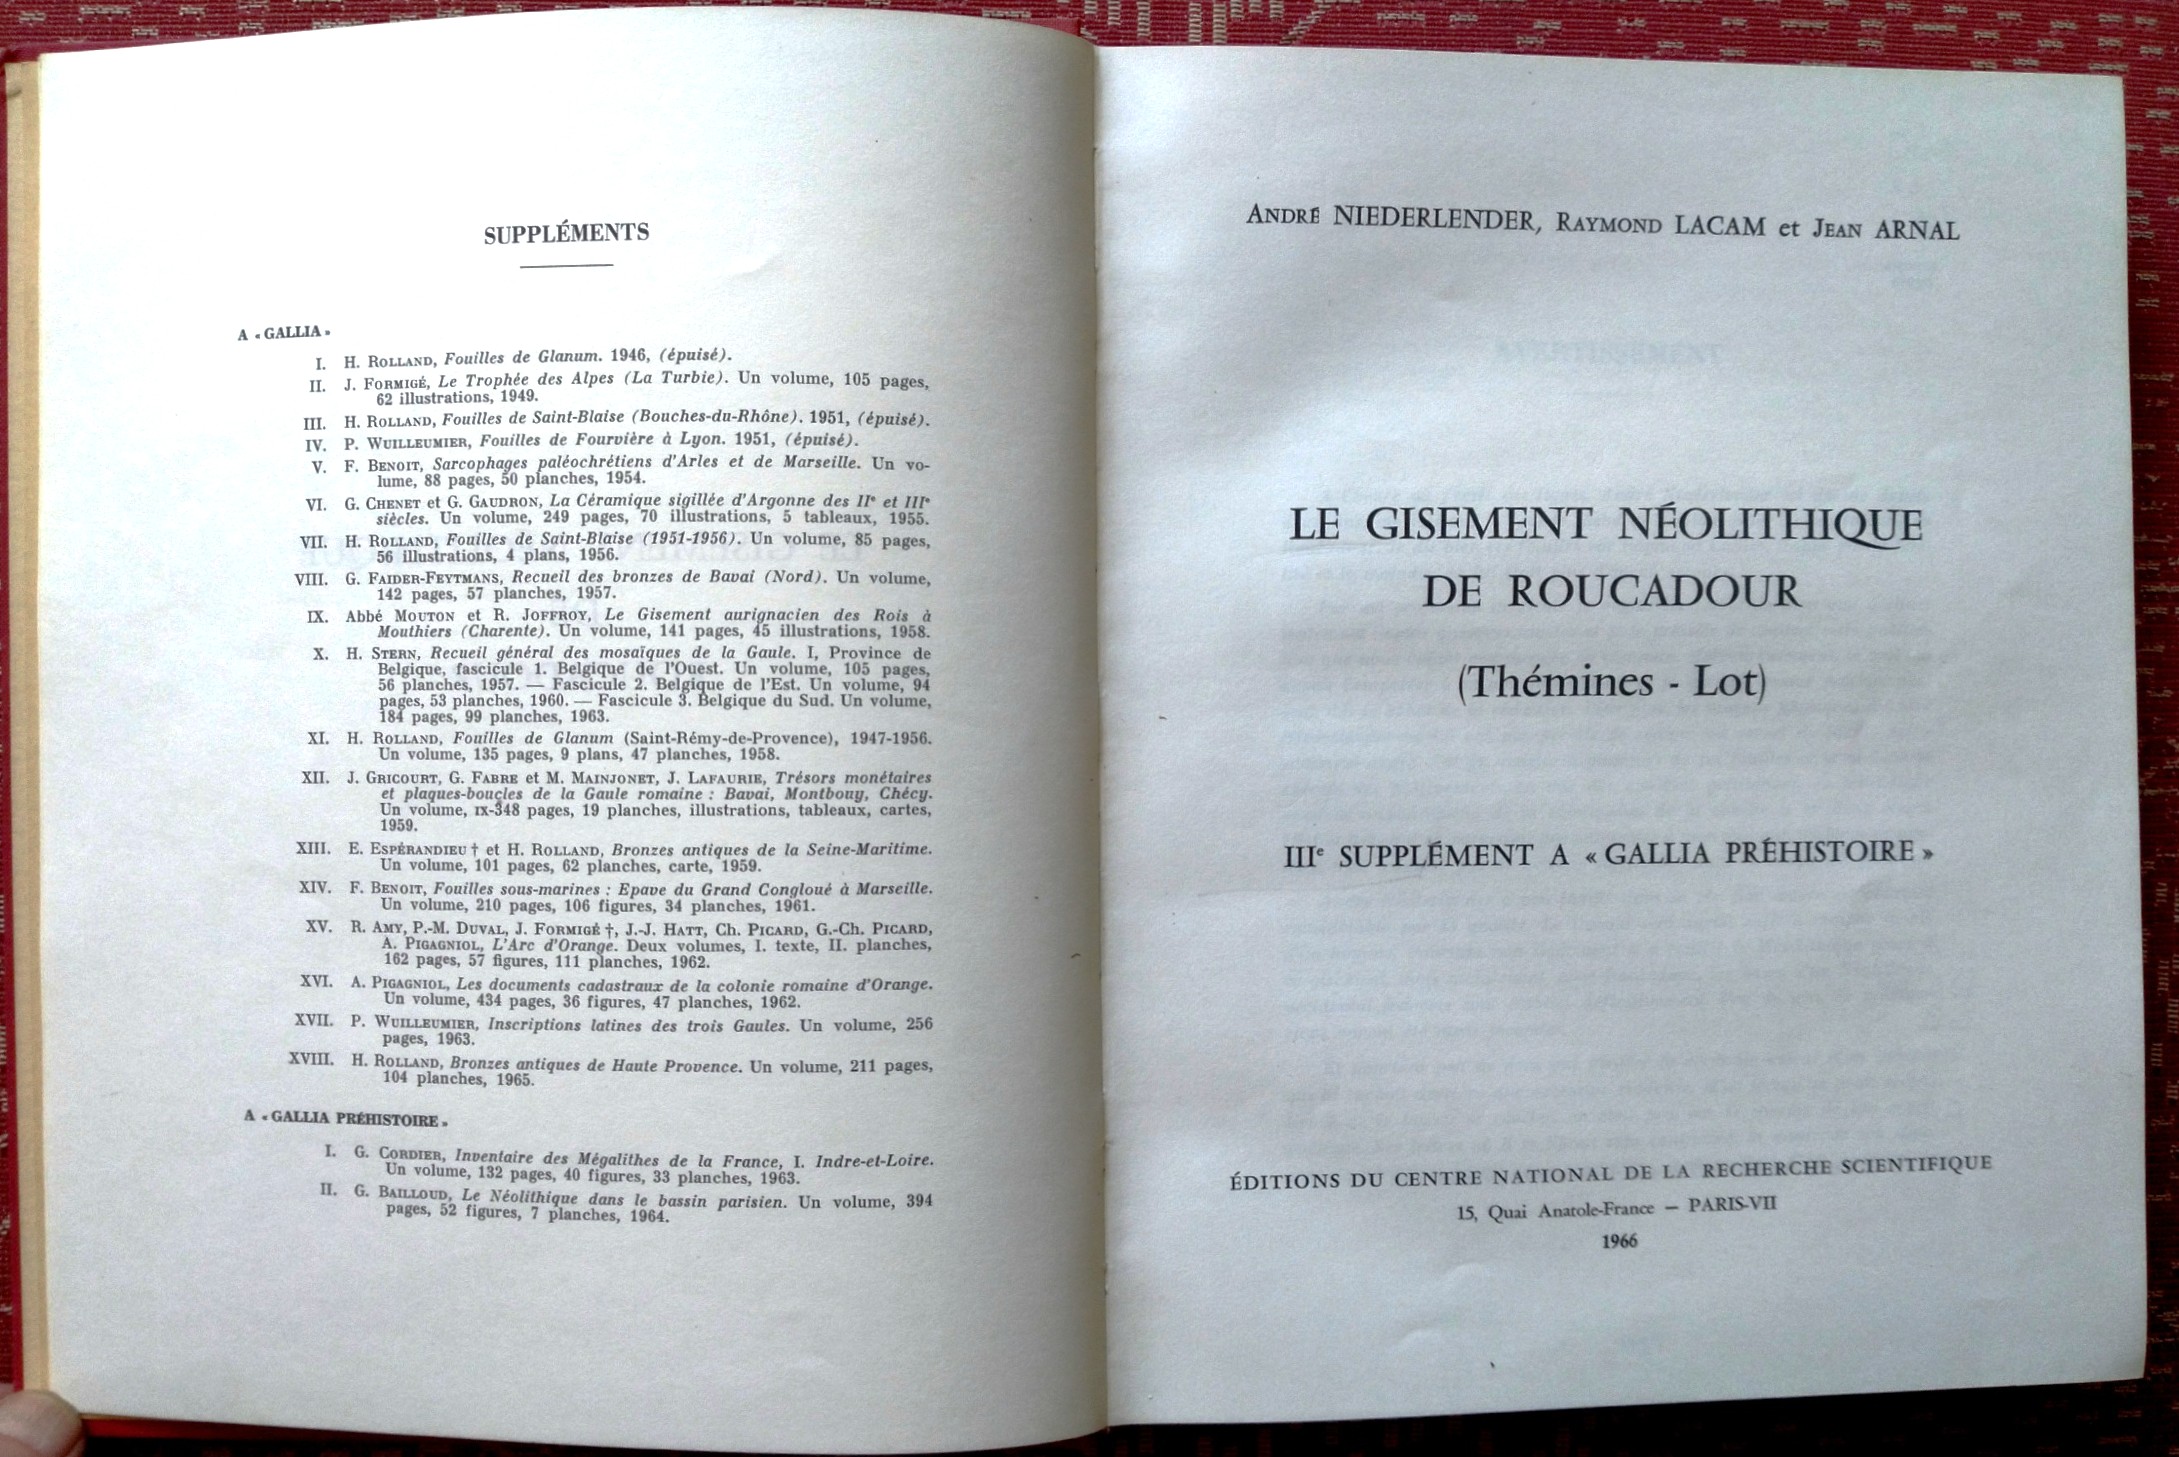 SUPPLÉMENTS
A « GALLIA »
I. H. ROLLAND, Fouilles de Glanum. 1946, (épuisé).
II. J. FORMIGÉ, Le Trophée des Alpes (La Turbie). Un volume, 105 pages,
62 illustrations, 1949.
III. H. ROLLAND, Fouilles de Saint-Blaise (Bouches-du-Rhône). 1951, (épuisé).
IV. P. WUILLEUMIER, Fouilles de Fourvière à Lyon. 1951, (épuisé).
V. F. BENOIT, Sarcophages paléochrétiens d'Arles et de Marseille. Un vo-
lume, 88 pages, 50 planches, 1954.
VI. G. CHENET et G. GAUDRON, La Céramique sigillée d'Argonne des IIe et IIIe
siècles. Un volume, 249 pages, 70 illustrations, 5 tableaux, 1955.
VII. H. ROLLAND, Fouilles de Saint-Blaise (1951-1956). Un volume, 85 pages,
56 illustrations, 4 plans, 1956.
VIII. G. FAIDER-FEYTMANS, Recueil des bronzes de Bavai (Nord). Un volume,
142 pages, 57 planches, 1957.
IX. Abbé MOUTON et R. JOFFROY, Le Gisement aurignacien des Rois à
Mouthiers (Charente). Un volume, 141 pages, 45 illustrations, 1958.
X. H. STERN, Recueil général des mosaïques de la Gaule. I, Province de
Belgique, fascicule 1. Belgique de l'Ouest. Un volume, 105 pages,
56 planches, 1957. — Fascicule 2. Belgique de l'Est. Un volume, 94
pages, 53 planches, 1960. — Fascicule 3. Belgique du Sud. Un volume,
184 pages, 99 planches, 1963.
XI. H. ROLLAND, Fouilles de Glanum (Saint-Rémy-de-Provence), 1947-1956.
Un volume, 135 pages, 9 plans, 47 planches, 1958.
XII. J. GRICOURT, G. FABRE et M. MAINJONET, J. LAFAURIE, Trésors monétaires
et plaques-boucles de la Gaule romaine : Bavai, Montbouy, Chécy.
Un volume, IX-348 pages, 19 planches, illustrations, tableaux, cartes,
1959.
XIII. E. ESPÉRANDIEU † et H. ROLLAND, Bronzes antiques de la Seine-Maritime.
Un volume, 101 pages, 62 planches, carte, 1959.
XIV. F. BENOIT, Fouilles sous-marines : Epave du Grand Congloué à Marseille.
Un volume, 210 pages, 106 figures, 34 planches, 1961.
XV. R. AMY, P.-M. DUVAL, J. FORMIGÉ †, J.-J. HATT, Ch. PICARD, G.-Ch. PICARD,
A. PIGAGNIOL, L'Arc d'Orange. Deux volumes, I. texte, II. planches,
162 pages, 57 figures, 111 planches, 1962.
XVI. A. PIGAGNIOL, Les documents cadastraux de la colonie romaine d'Orange.
Un volume, 434 pages, 36 figures, 47 planches, 1962.
XVII. P. WUILLEUMIER, Inscriptions latines des trois Gaules. Un volume, 256
pages, 1963.
XVIII. H. ROLLAND, Bronzes antiques de Haute Provence. Un volume, 211 pages,
104 planches, 1965.
A « GALLIA PRÉHISTOIRE »
I. G. CORDIER, Inventaire des Mégalithes de la France, I. Indre-et-Loire.
Un volume, 132 pages, 40 figures, 33 planches, 1963.
II. G. BAILLOUD, Le Néolithique dans le bassin parisien. Un volume, 394
pages, 52 figures, 7 planches, 1964.
ANDRÉ NIEDERLENDER, RAYMOND LACAM et JEAN ARNAL
LE GISEMENT NÉOLITHIQUE
DE ROUCADOUR
(Thémines - Lot)
IIIe SUPPLÉMENT A « GALLIA PRÉHISTOIRE »
ÉDITIONS DU CENTRE NATIONAL DE LA RECHERCHE SCIENTIFIQUE
15, Quai Anatole-France — PARIS-VII
1966